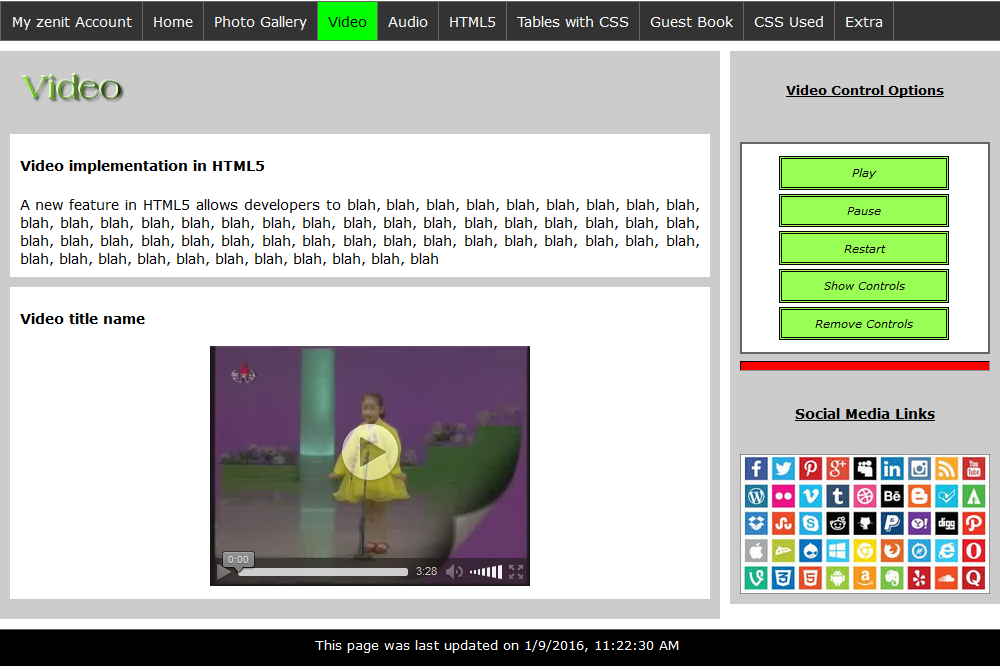 My zenit Account
Home
Photo Gallery
Video
Audio
HTML5
Tables with CSS
Guest Book
CSS Used
Extra
Video
Video implementation in HTML5
A new feature in HTML5 allows developers to blah, blah, blah, blah, blah, blah, blah, blah, blah,
blah, blah, blah, blah, blah, blah, blah, blah, blah, blah, blah, blah, blah, blah, blah, blah, blah,
blah, blah, blah, blah, blah, blah, blah, blah, blah, blah, blah, blah, blah, blah, blah, blah, blah,
blah, blah, blah, blah, blah, blah, blah, blah, blah, blah, blah
Video title name
0:00
3:28
Video Control Options
Play
Pause
Restart
Show Controls
Remove Controls
Social Media Links
in
You
Tube
Bē
Y!
digg
This page was last updated on 1/9/2016, 11:22:30 AM